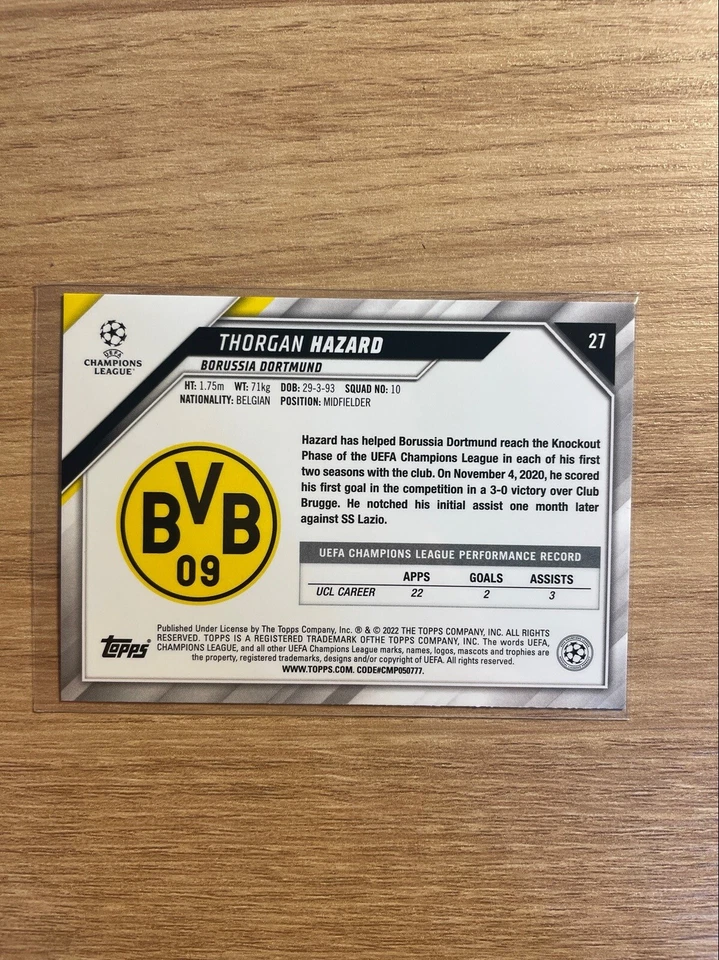 THORGAN HAZARD
27
UEFA
CHAMPIONS
LEAGUE®
BORUSSIA DORTMUND
HT: 1.75m WT: 71kg DOB: 29-3-93 SQUAD NO: 10
NATIONALITY: BELGIAN POSITION: MIDFIELDER
Hazard has helped Borussia Dortmund reach the Knockout
Phase of the UEFA Champions League in each of his first
two seasons with the club. On November 4, 2020, he scored
his first goal in the competition in a 3-0 victory over Club
Brugge. He notched his initial assist one month later
against SS Lazio.
BVB
09
UEFA CHAMPIONS LEAGUE PERFORMANCE RECORD
APPS GOALS ASSISTS
UCL CAREER 22 2 3
Topps®
Published Under License by The Topps Company, Inc. ® & © 2022 THE TOPPS COMPANY, INC. ALL RIGHTS
RESERVED. TOPPS IS A REGISTERED TRADEMARK OFTHE TOPPS COMPANY, INC. The words UEFA,
CHAMPIONS LEAGUE, and all other UEFA Champions League marks, names, logos, mascots and trophies are
the property, registered trademarks, designs and/or copyright of UEFA. All rights reserved.
WWW.TOPPS.COM. CODE#CMP050777.